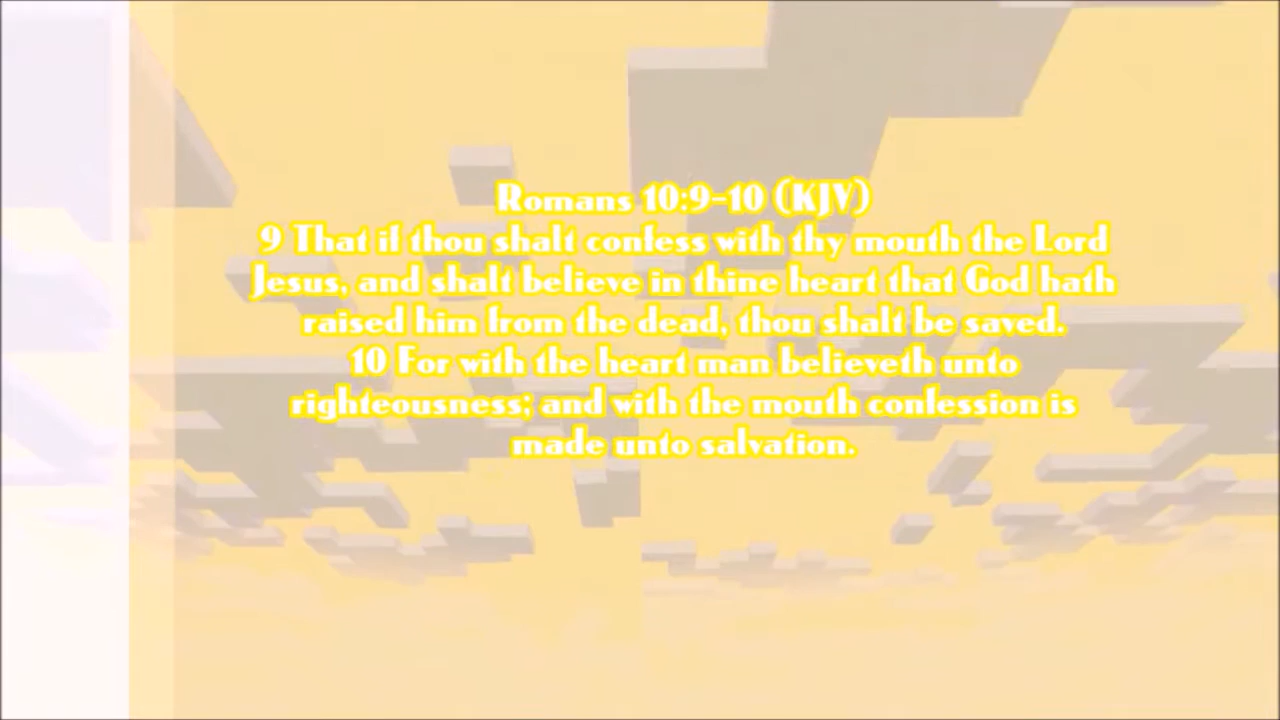 Romans 10:9-10 (KJV)
9 That if thou shalt confess with thy mouth the Lord
Jesus, and shalt believe in thine heart that God hath
raised him from the dead, thou shalt be saved.
10 For with the heart man believeth unto
righteousness; and with the mouth confession is
made unto salvation.